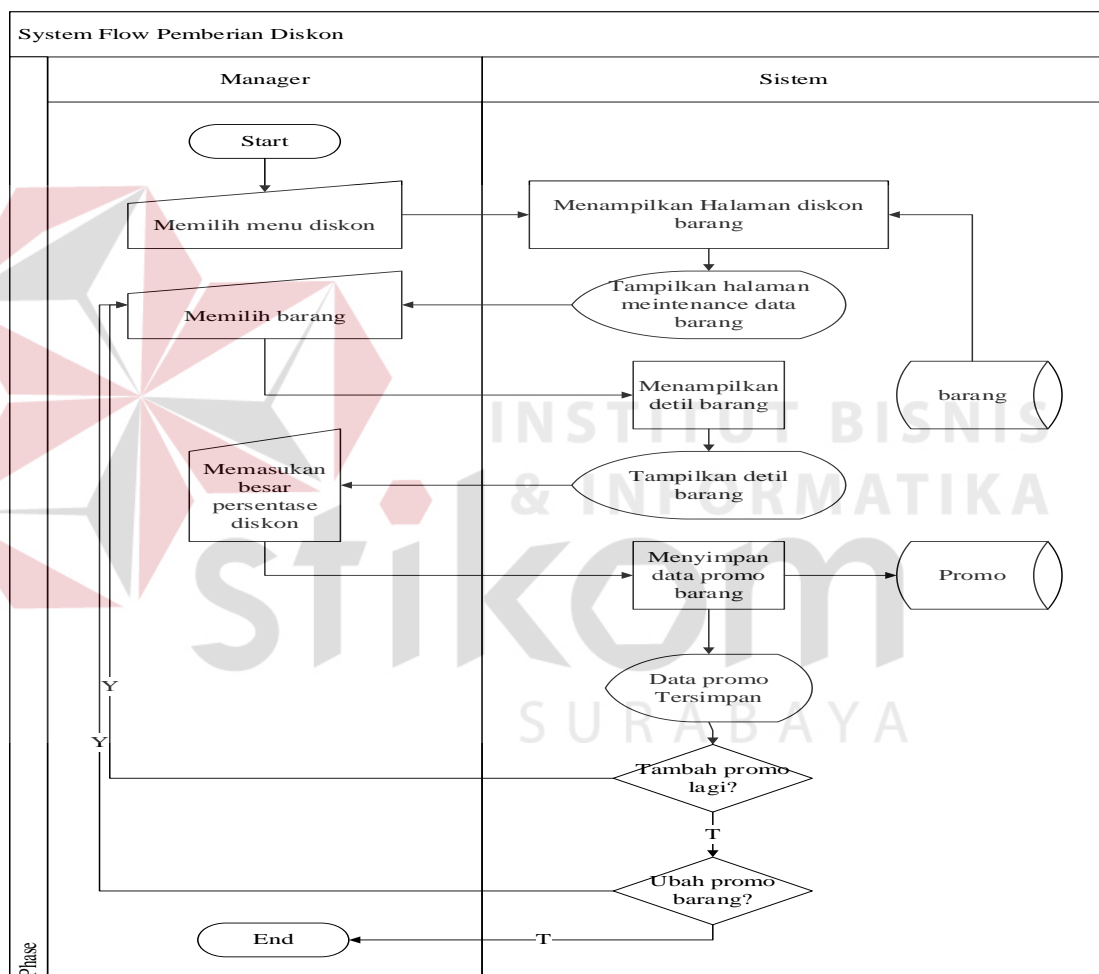 System Flow Pemberian Diskon
Manager
Sistem
Start
Memilih menu diskon
Menampilkan Halaman diskon
barang
Tampilkan halaman
meintenance data
barang
Memilih barang
Menampilkan
detil barang
barang
INSTITUT BISNIS
& INFORMATIKA
Memasukan
besar
persentase
diskon
Tampilkan detil
barang
stikom
SURABAYA
Menyimpan
data promo
barang
Promo
Data promo
Tersimpan
Y
Y
Tambah promo
lagi?
T
Ubah promo
barang?
T
End
Phase